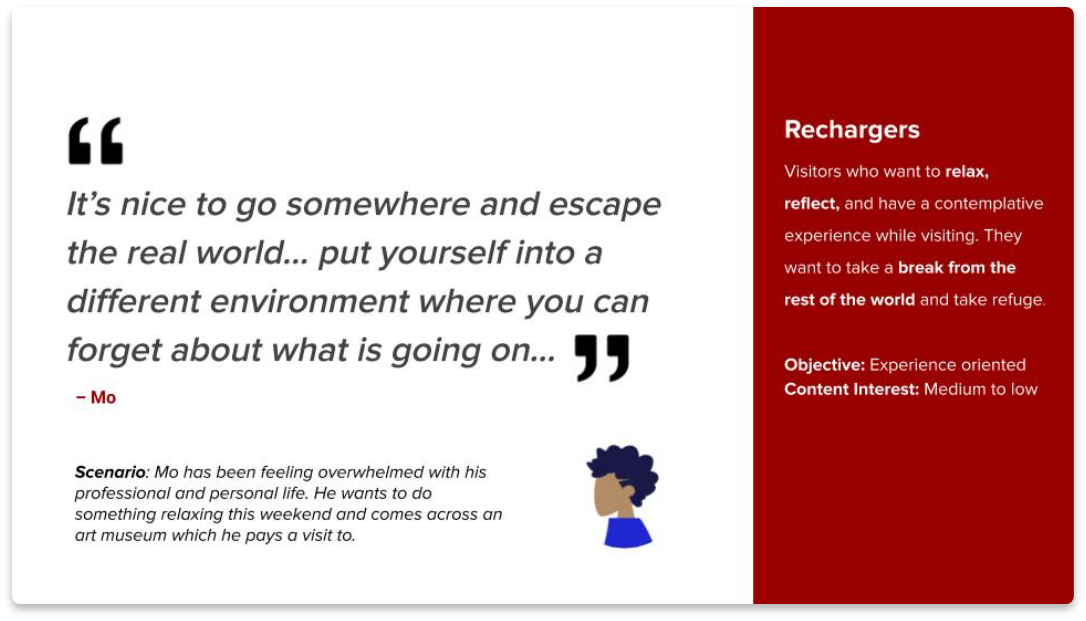 “
It’s nice to go somewhere and escape
the real world... put yourself into a
different environment where you can
forget about what is going on... ”
– Mo
Scenario: Mo has been feeling overwhelmed with his
professional and personal life. He wants to do
something relaxing this weekend and comes across an
art museum which he pays a visit to.
Rechargers
Visitors who want to relax,
reflect, and have a contemplative
experience while visiting. They
want to take a break from the
rest of the world and take refuge.
Objective: Experience oriented
Content Interest: Medium to low